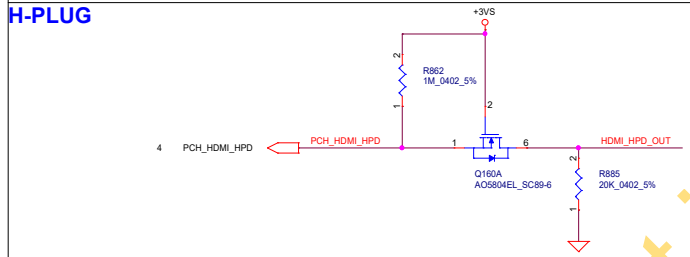 H-PLUG
+3VS
2
R862
1M_0402_5%
1
2
4 PCH_HDMI_HPD PCH_HDMI_HPD 1 6 HDMI_HPD_OUT
Q160A
AO5804EL_SC89-6
2
R885
20K_0402_5%
1